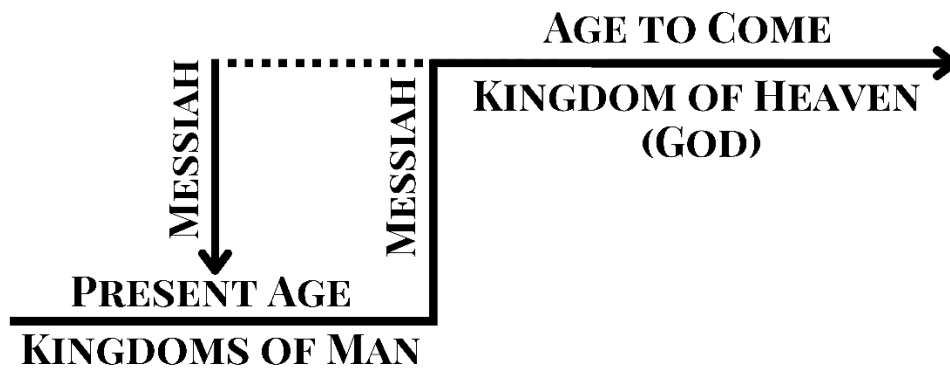 Age to Come
Kingdom of Heaven
(God)
Messiah
Messiah
Present Age
Kingdoms of Man